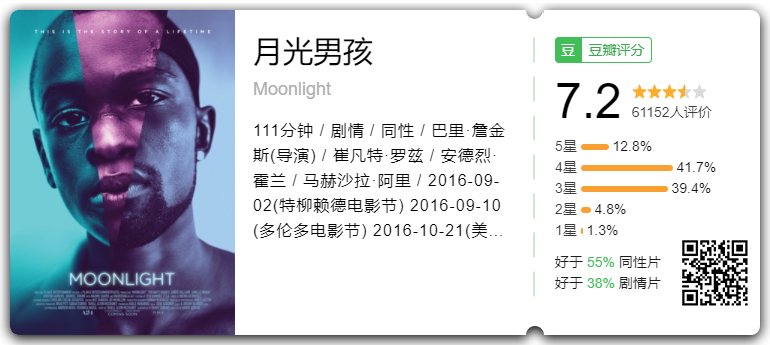 THIS IS THE STORY OF A LIFETIME
MOONLIGHT
A24
月光男孩
Moonlight
111分钟 / 剧情 / 同性 / 巴里·詹金
斯(导演) / 崔凡特·罗兹 / 安德烈·
霍兰 / 马赫沙拉·阿里 / 2016-09-
02(特柳赖德电影节) 2016-09-10
(多伦多电影节) 2016-10-21(美...
豆 豆瓣评分
7.2
61152人评价
5星 12.8%
4星 41.7%
3星 39.4%
2星 4.8%
1星 1.3%
好于 55% 同性片
好于 38% 剧情片